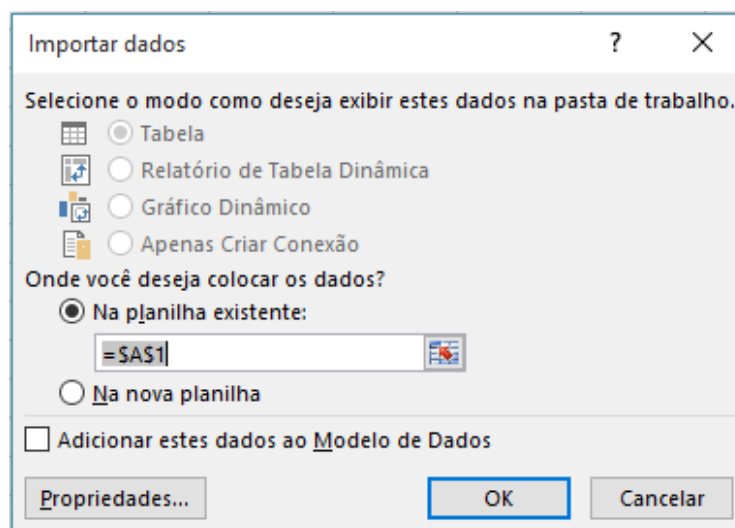 Importar dados ?
Selecione o modo como deseja exibir estes dados na pasta de trabalho.
Tabela
Relatório de Tabela Dinâmica
Gráfico Dinâmico
Apenas Criar Conexão
Onde você deseja colocar os dados?
Na planilha existente:
=$A$1
Na nova planilha
Adicionar estes dados ao Modelo de Dados
Propriedades... OK Cancelar